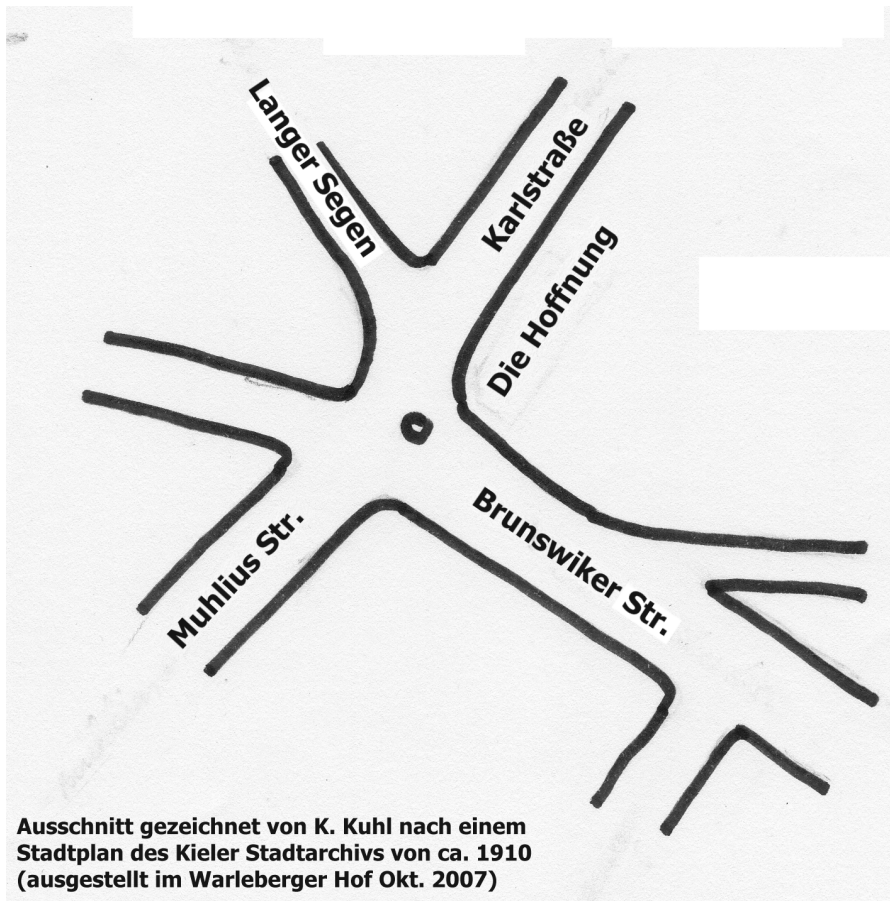 Langer Segen
Karlstraße
Die Hoffnung
Brunswiker Str.
Muhlius Str.
Ausschnitt gezeichnet von K. Kuhl nach einem
Stadtplan des Kieler Stadtarchivs von ca. 1910
(ausgestellt im Warleberger Hof Okt. 2007)